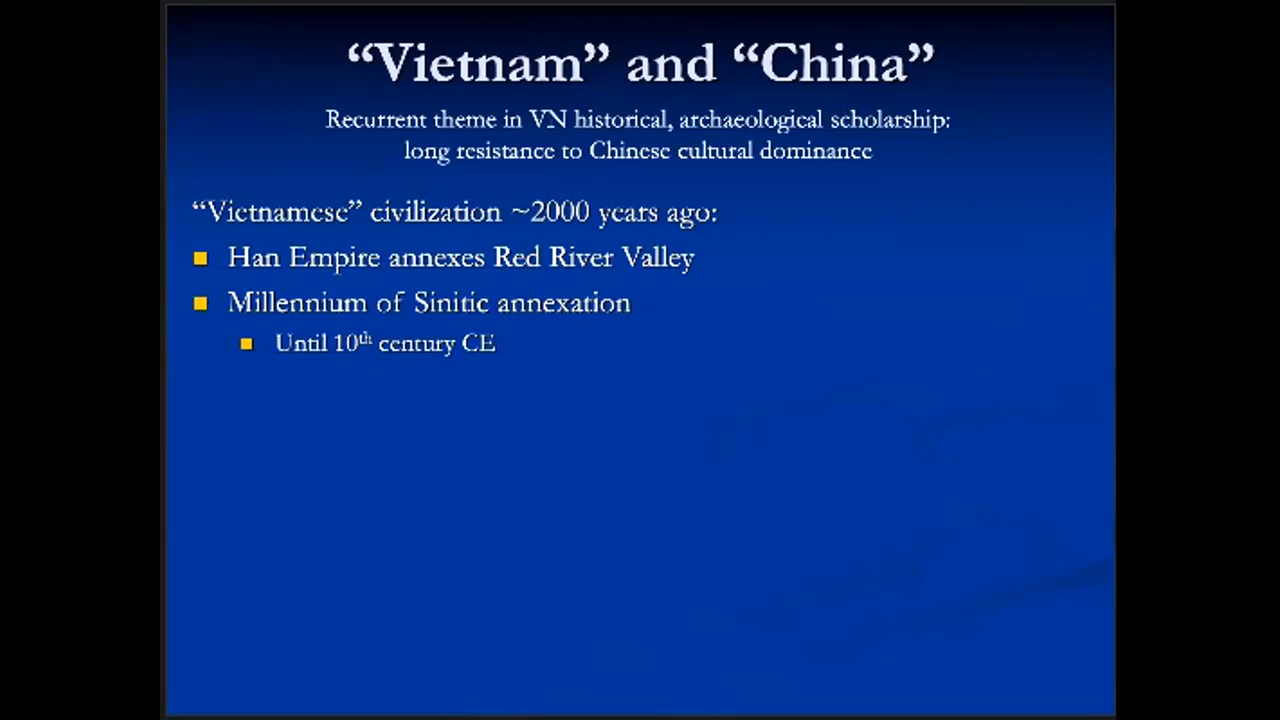 “Vietnam” and “China”
Recurrent theme in VN historical, archaeological scholarship:
long resistance to Chinese cultural dominance
“Vietnamese” civilization ~2000 years ago:
Han Empire annexes Red River Valley
Millennium of Sinitic annexation
Until 10th century CE